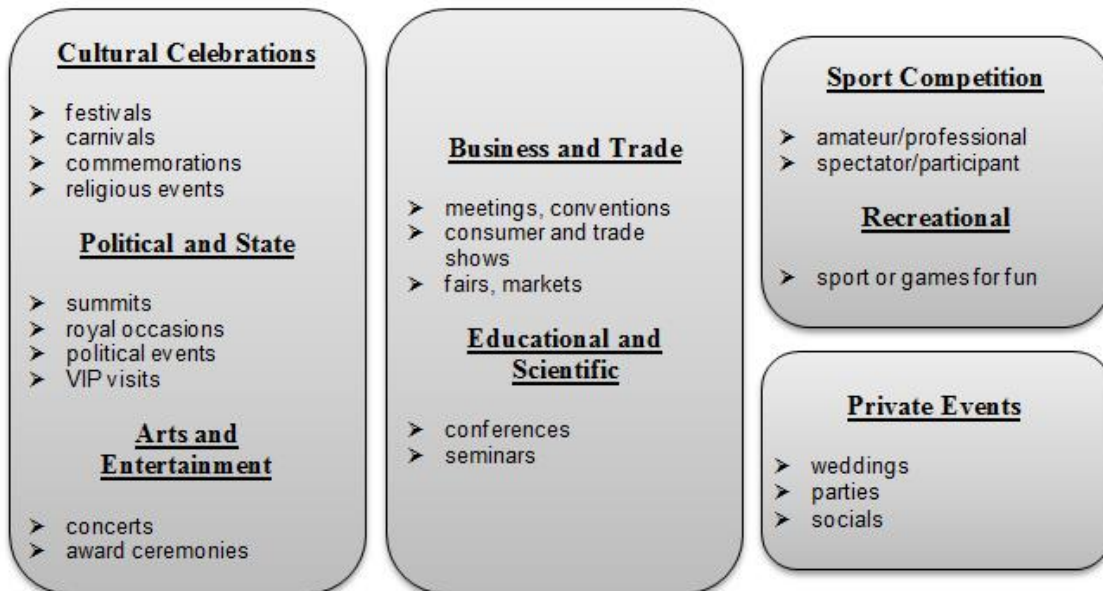 Cultural Celebrations
➢ festivals
➢ carnivals
➢ commemorations
➢ religious events
Political and State
➢ summits
➢ royal occasions
➢ political events
➢ VIP visits
Arts and
Entertainment
➢ concerts
➢ award ceremonies
Business and Trade
➢ meetings, conventions
➢ consumer and trade
shows
➢ fairs, markets
Educational and
Scientific
➢ conferences
➢ seminars
Sport Competition
➢ amateur/professional
➢ spectator/participant
Recreational
➢ sport or games for fun
Private Events
➢ weddings
➢ parties
➢ socials